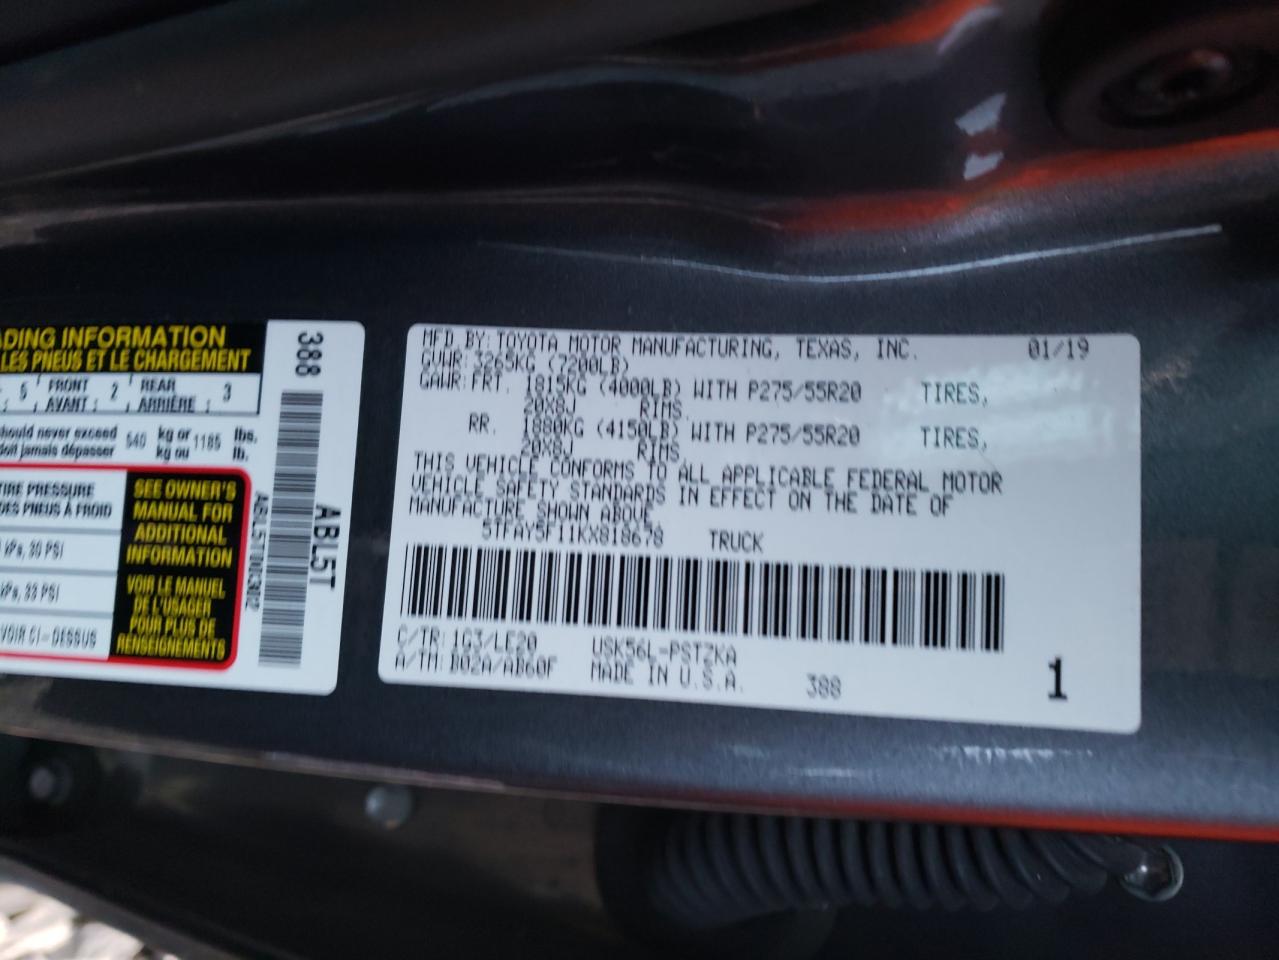 ADING INFORMATION
LES PNEUS ET LE CHARGEMENT
: 5 FRONT AVANT : 2 REAR ARRIÈRE : 3
hould never exceed 540 kg or 1185 lbs.
doit jamais dépasser kg ou lb.
TIRE PRESSURE
DES PNEUS À FROID
kPa, 30 PSI
kPa, 33 PSI
VOIR CI-DESSUS
SEE OWNER'S
MANUAL FOR
ADDITIONAL
INFORMATION
VOIR LE MANUEL
DE L'USAGER
POUR PLUS DE
RENSEIGNEMENTS
388
ABL5T
MFD. BY: TOYOTA MOTOR MANUFACTURING, TEXAS, INC. 01/19
GVWR: 3265KG (7200LB)
GAWR: FRT. 1815KG (4000LB) WITH P275/55R20 TIRES,
20X8J RIMS.
RR. 1880KG (4150LB) WITH P275/55R20 TIRES,
20X8J RIMS.
THIS VEHICLE CONFORMS TO ALL APPLICABLE FEDERAL MOTOR
VEHICLE SAFETY STANDARDS IN EFFECT ON THE DATE OF
MANUFACTURE SHOWN ABOVE.
5TFAY5F11KX818678 TRUCK
C/TR: 1G3/LE20 USK56L-PSTZKA
A/TM: B02A/AB60F MADE IN U.S.A. 388
1